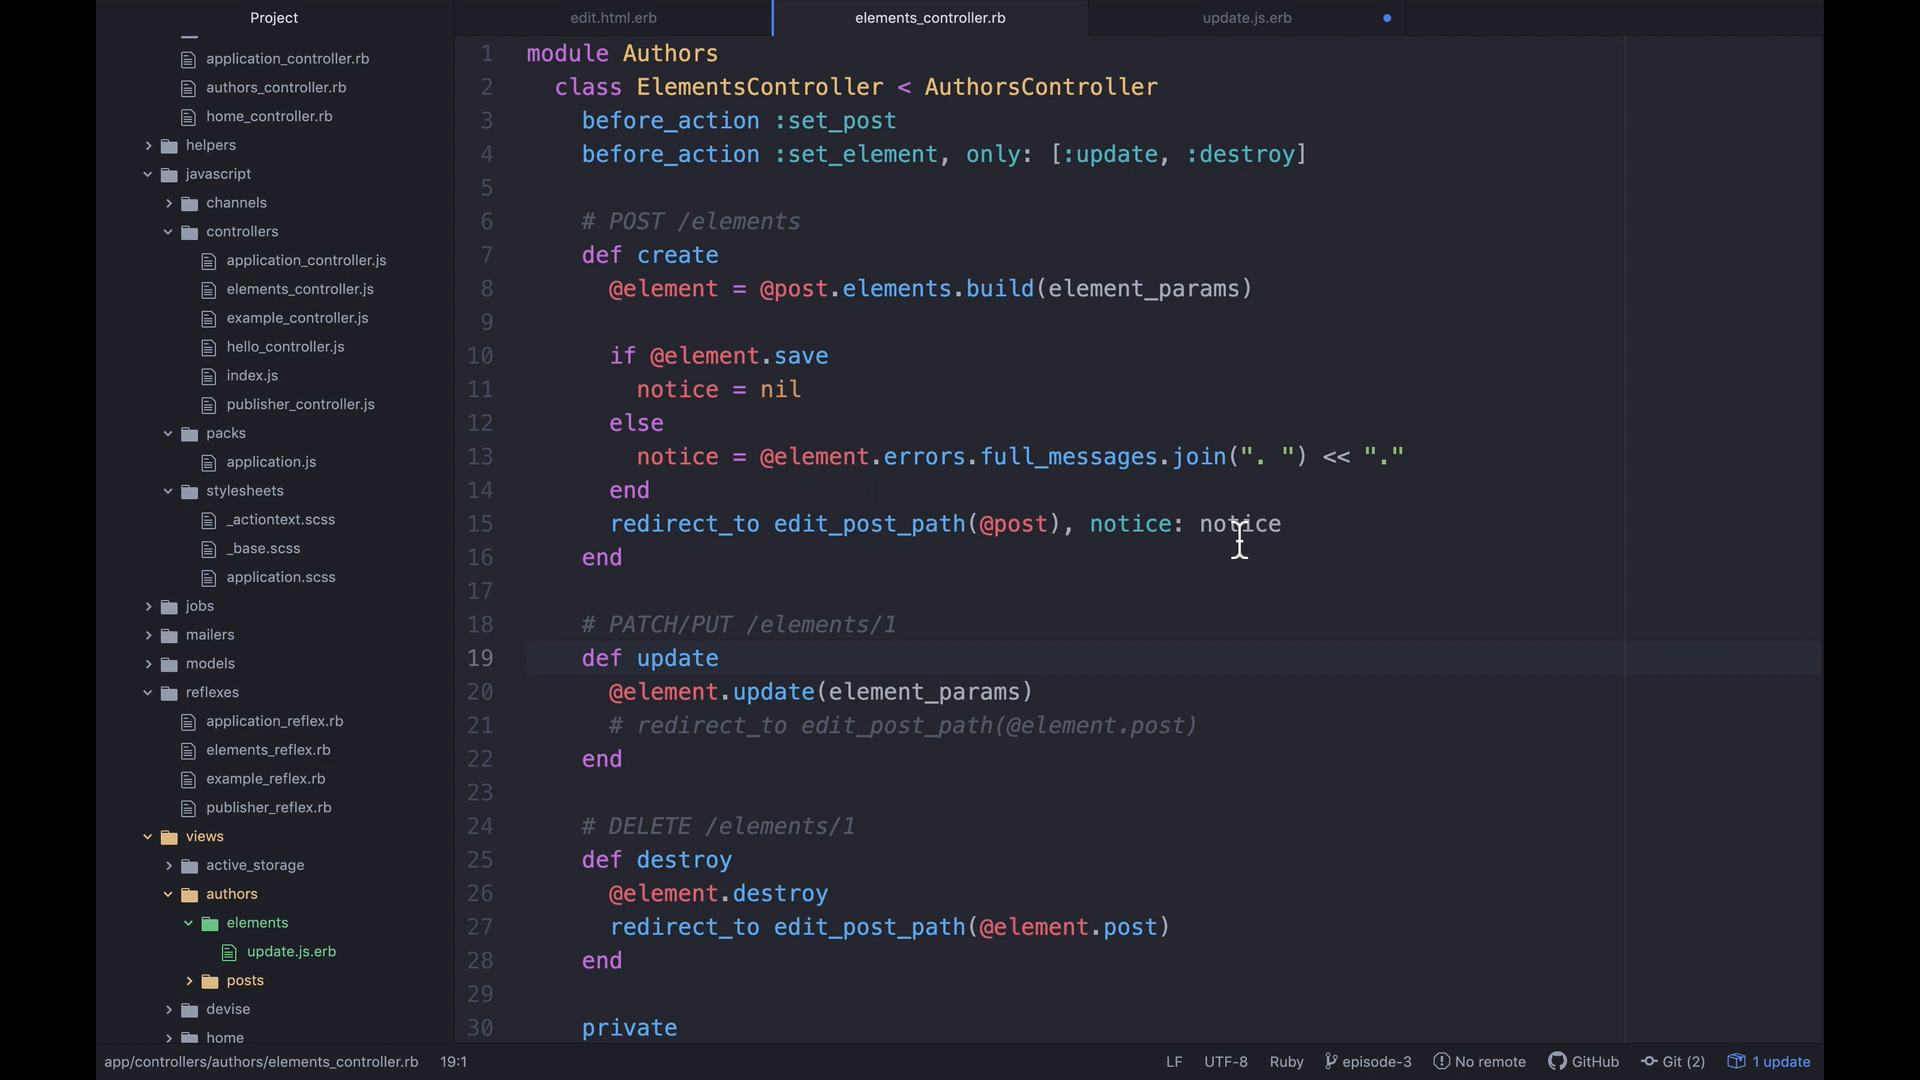 Project
application_controller.rb
authors_controller.rb
home_controller.rb
helpers
javascript
channels
controllers
application_controller.js
elements_controller.js
example_controller.js
hello_controller.js
index.js
publisher_controller.js
packs
application.js
stylesheets
_actiontext.scss
_base.scss
application.scss
jobs
mailers
models
reflexes
application_reflex.rb
elements_reflex.rb
example_reflex.rb
publisher_reflex.rb
views
active_storage
authors
elements
update.js.erb
posts
devise
home
edit.html.erb
elements_controller.rb
update.js.erb
1 module Authors
2 class ElementsController < AuthorsController
3 before_action :set_post
4 before_action :set_element, only: [:update, :destroy]
5
6 # POST /elements
7 def create
8 @element = @post.elements.build(element_params)
9
10 if @element.save
11 notice = nil
12 else
13 notice = @element.errors.full_messages.join(". ") << "."
14 end
15 redirect_to edit_post_path(@post), notice: notice
16 end
17
18 # PATCH/PUT /elements/1
19 def update
20 @element.update(element_params)
21 # redirect_to edit_post_path(@element.post)
22 end
23
24 # DELETE /elements/1
25 def destroy
26 @element.destroy
27 redirect_to edit_post_path(@element.post)
28 end
29
30 private
app/controllers/authors/elements_controller.rb 19:1 LF UTF-8 Ruby episode-3 No remote GitHub Git (2) 1 update